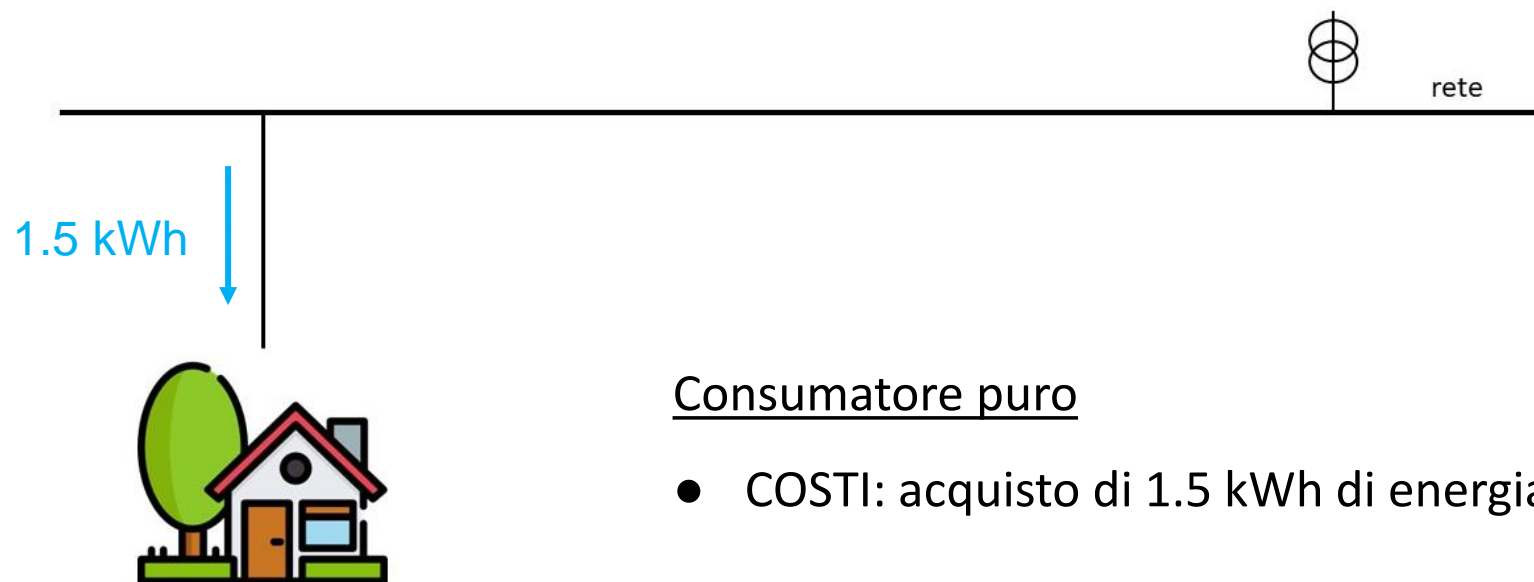 rete
1.5 kWh
Consumatore puro
● COSTI: acquisto di 1.5 kWh di energia